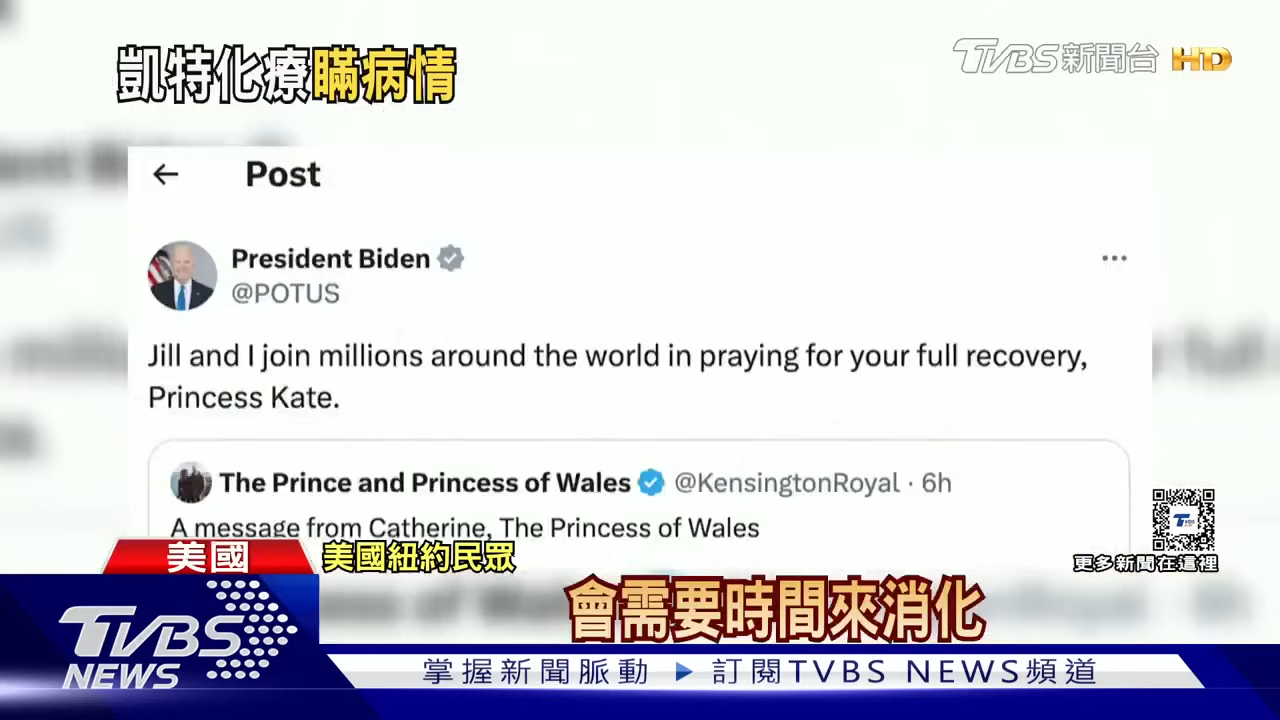 凱特化療瞞病情
TVBS新聞台 HD
Post
President Biden
@POTUS
Jill and I join millions around the world in praying for your full recovery,
Princess Kate.
The Prince and Princess of Wales @KensingtonRoyal · 6h
A message from Catherine, The Princess of Wales
美國
美國紐約民眾
更多新聞在這裡
會需要時間來消化
TVBS
NEWS
掌握新聞脈動 ▶ 訂閱TVBS NEWS頻道